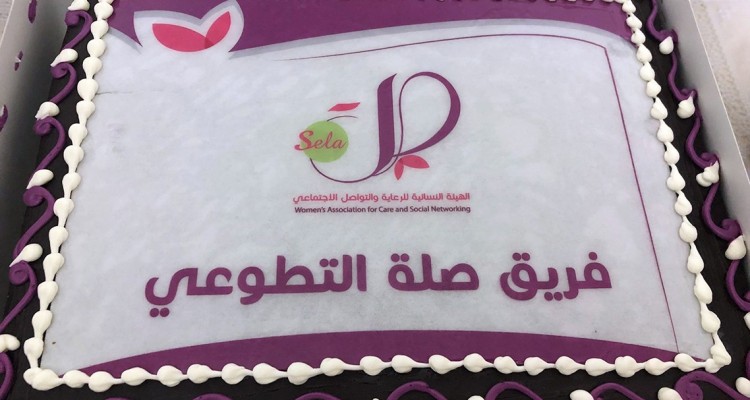 Sela
الهيئة النسائية للرعاية والتواصل الاجتماعي
Women's Association for Care and Social Networking
فريق صلة التطوعي